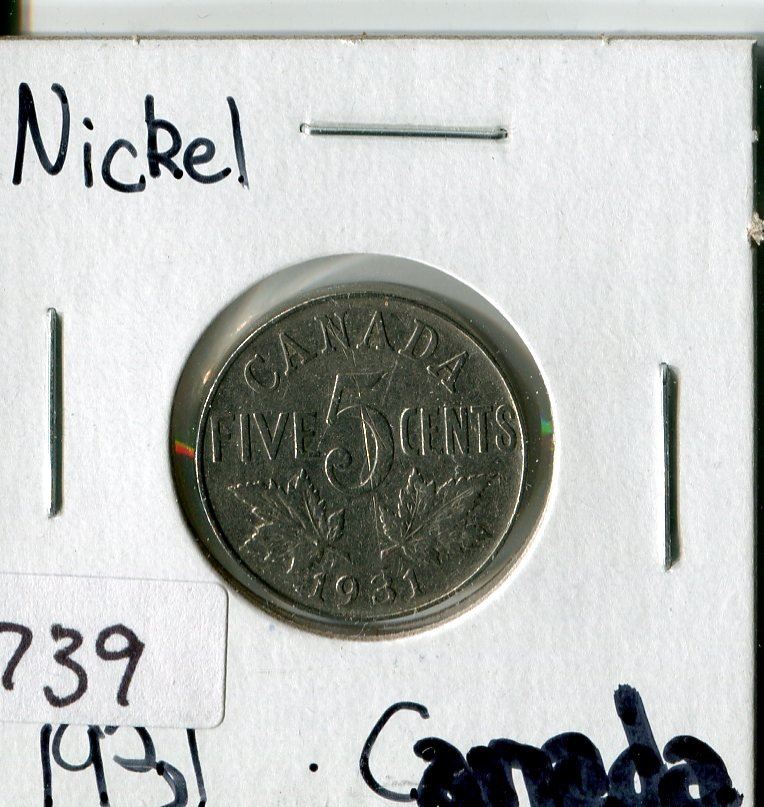 Nickel
CANADA
FIVE 5 CENTS
1931
739
1931 . Canada